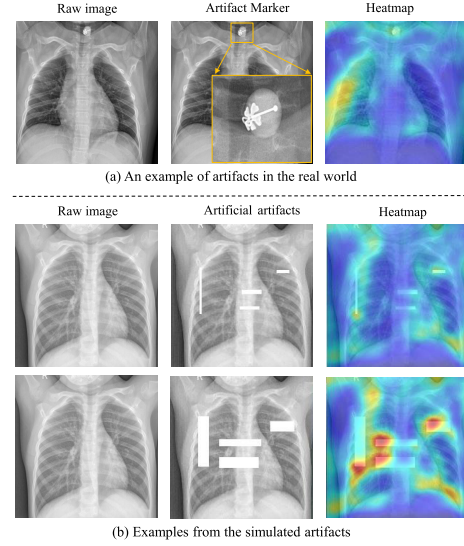 Raw image
Artifact Marker
Heatmap
(a) An example of artifacts in the real world
Raw image
Artificial artifacts
Heatmap
(b) Examples from the simulated artifacts